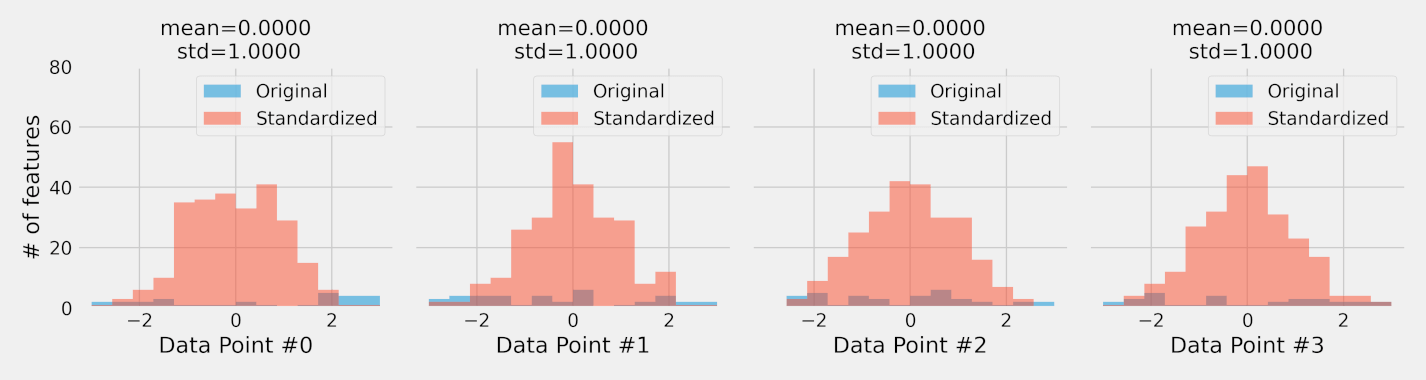 mean=0.0000
std=1.0000
mean=0.0000
std=1.0000
mean=0.0000
std=1.0000
mean=0.0000
std=1.0000
# of features
80
60
40
20
0
Original
Standardized
−2 0 2
Data Point #0
Original
Standardized
−2 0 2
Data Point #1
Original
Standardized
−2 0 2
Data Point #2
Original
Standardized
−2 0 2
Data Point #3